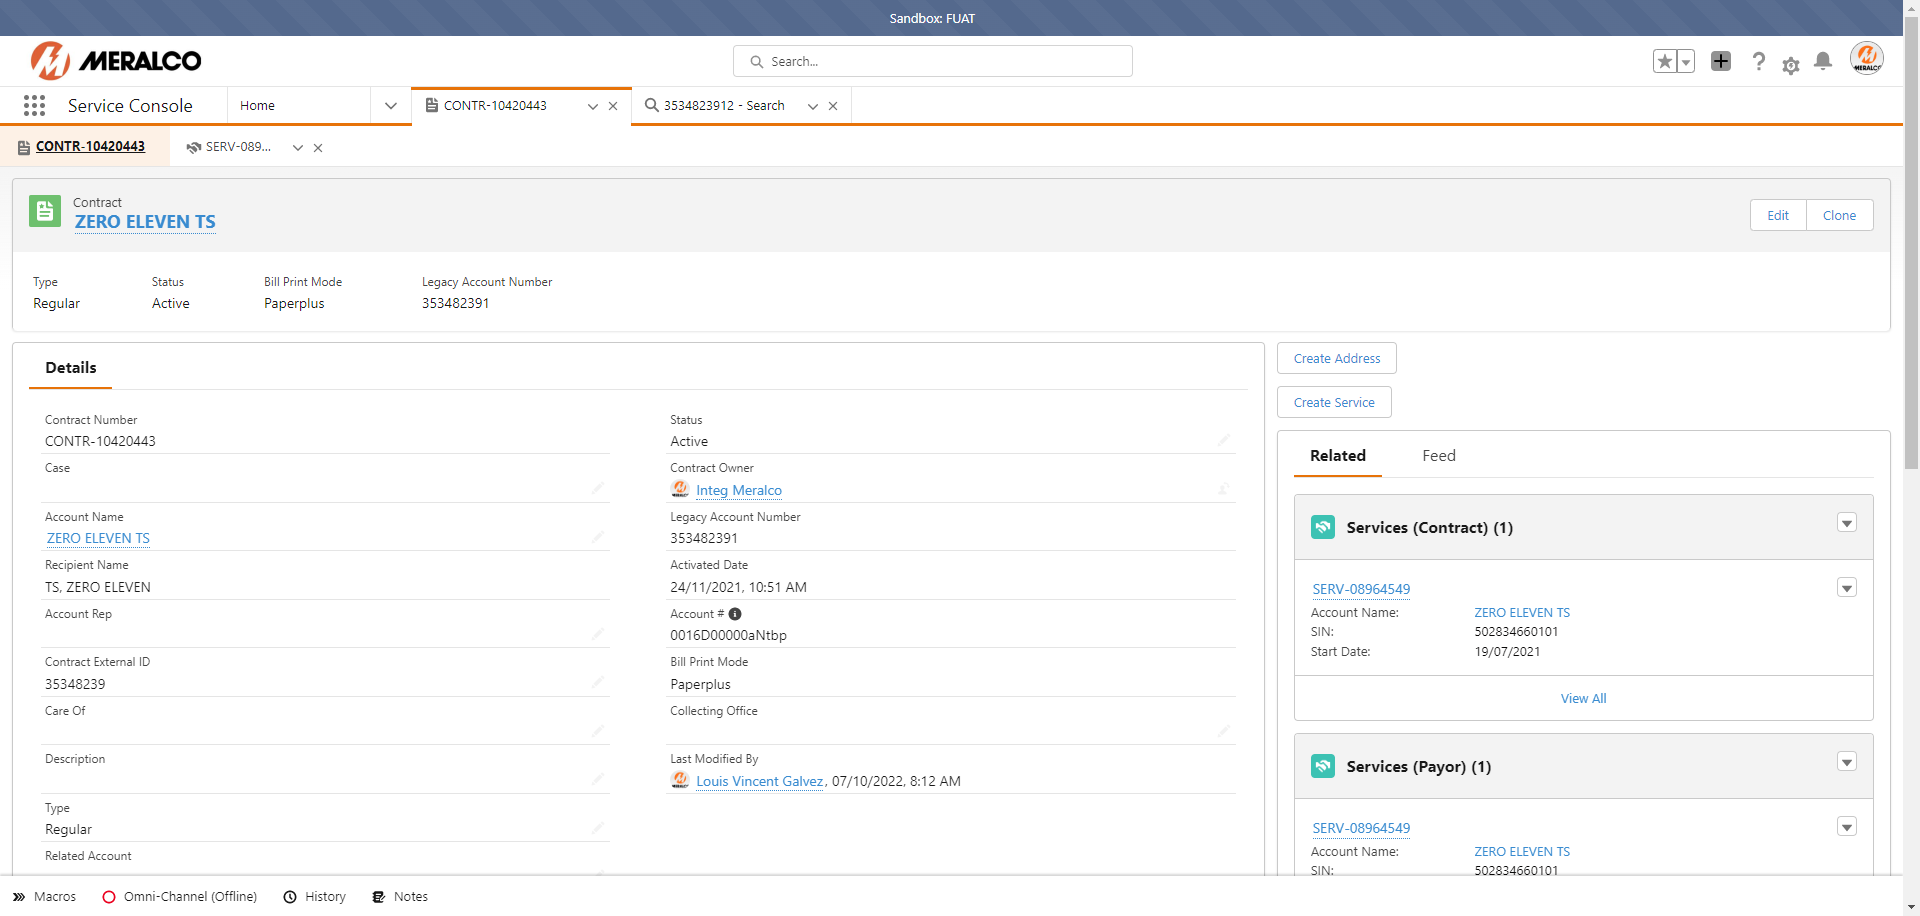 Sandbox: FUAT
MERALCO
Search...
Service Console
Home
CONTR-10420443
3534823912 - Search
CONTR-10420443
SERV-089...
Contract
ZERO ELEVEN TS
Edit
Clone
Type
Status
Bill Print Mode
Legacy Account Number
Regular
Active
Paperplus
353482391
Details
Contract Number
CONTR-10420443
Case
Account Name
ZERO ELEVEN TS
Recipient Name
TS, ZERO ELEVEN
Account Rep
Contract External ID
35348239
Care Of
Description
Type
Regular
Related Account
Status
Active
Contract Owner
Integ Meralco
Legacy Account Number
353482391
Activated Date
24/11/2021, 10:51 AM
Account #
0016D00000aNtbp
Bill Print Mode
Paperplus
Collecting Office
Last Modified By
Louis Vincent Galvez, 07/10/2022, 8:12 AM
Create Address
Create Service
Related
Feed
Services (Contract) (1)
SERV-08964549
Account Name: ZERO ELEVEN TS
SIN: 502834660101
Start Date: 19/07/2021
View All
Services (Payor) (1)
SERV-08964549
Account Name: ZERO ELEVEN TS
SIN: 502834660101
Macros
Omni-Channel (Offline)
History
Notes